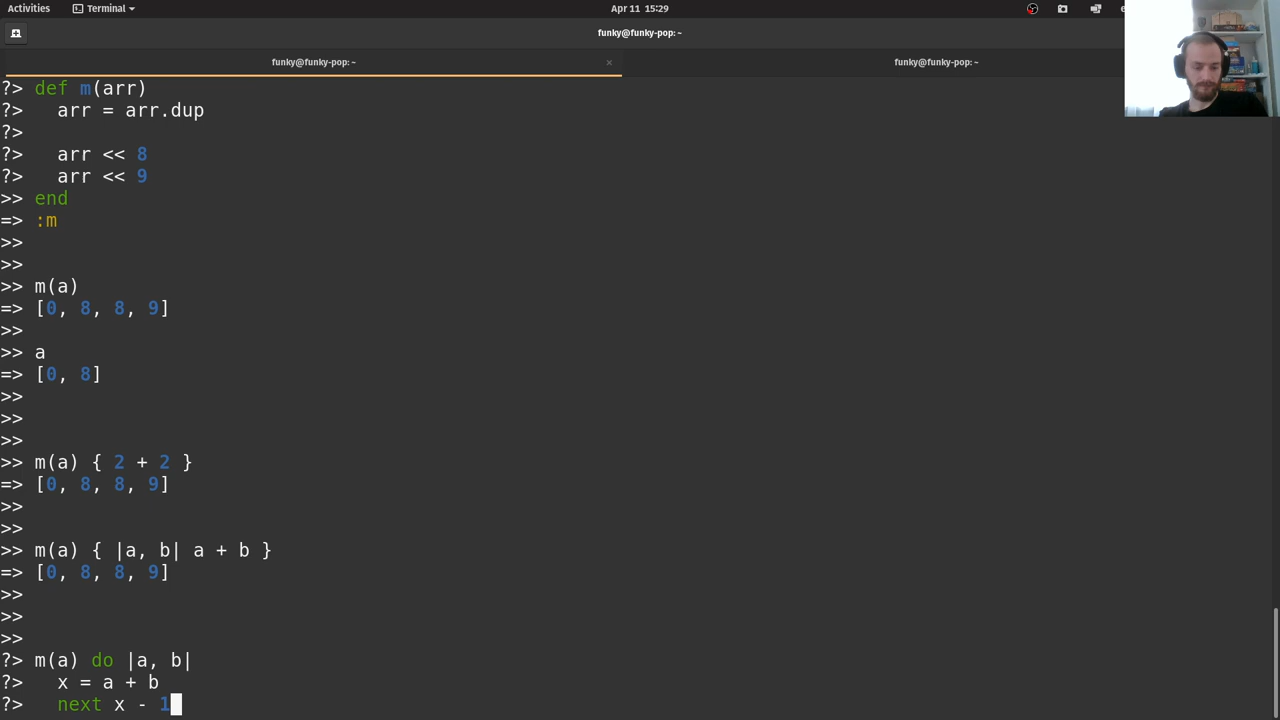 Activities Terminal Apr 11 15:29
funky@funky-pop: ~
funky@funky-pop: ~ × funky@funky-pop: ~
?> def m(arr)
?>   arr = arr.dup
?>
?>   arr << 8
?>   arr << 9
>> end
=> :m
>>
>>
>> m(a)
=> [0, 8, 8, 9]
>>
>> a
=> [0, 8]
>>
>>
>>
>> m(a) { 2 + 2 }
=> [0, 8, 8, 9]
>>
>>
>> m(a) { |a, b| a + b }
=> [0, 8, 8, 9]
>>
>>
>>
?> m(a) do |a, b|
?>   x = a + b
?>   next x - 1